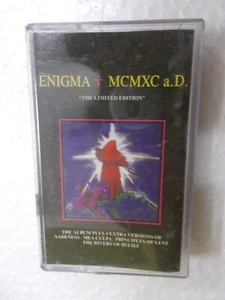 ENIGMA † MCMXC a.D.
"THE LIMITED EDITION"
THE ALBUM PLUS 4 EXTRA VERSIONS OF
SADENESS . MEA CULPA . PRINCIPLES OF LUST
THE RIVERS OF BELIEF